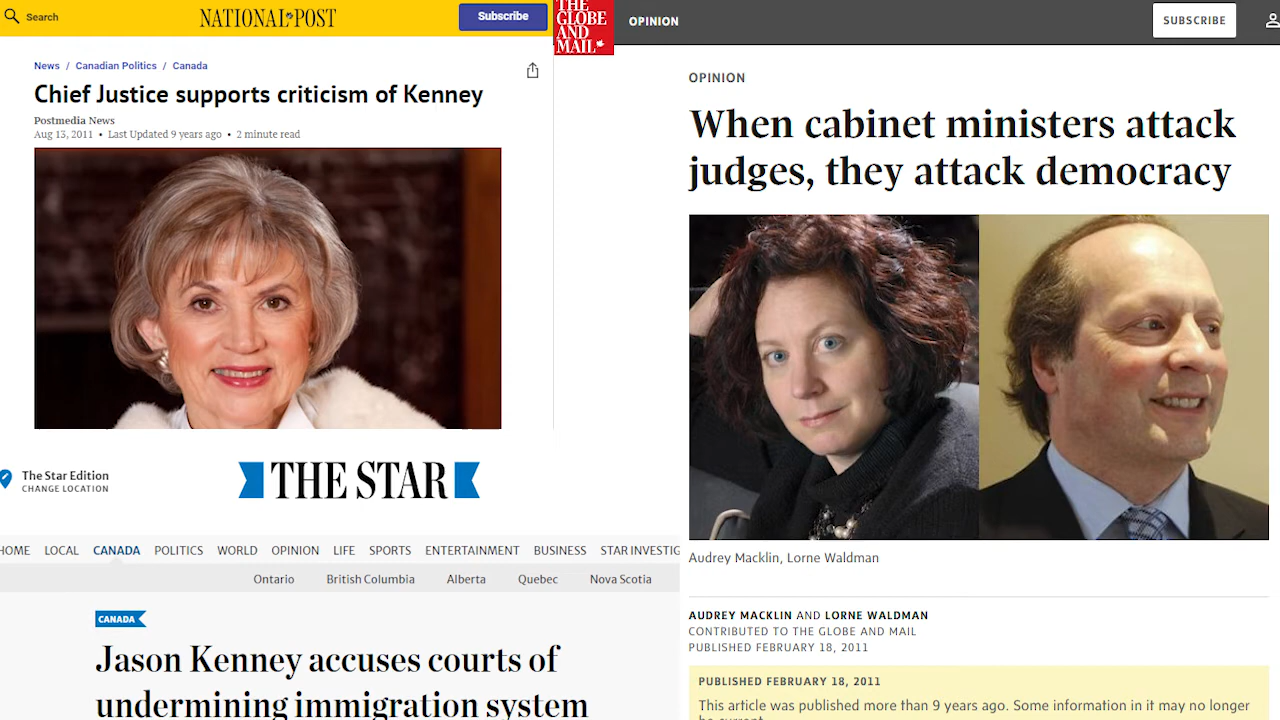 Search
NATIONAL POST
Subscribe
News / Canadian Politics / Canada
Chief Justice supports criticism of Kenney
Postmedia News
Aug 13, 2011 • Last Updated 9 years ago • 2 minute read
THE
GLOBE
AND
MAIL
OPINION
SUBSCRIBE
OPINION
When cabinet ministers attack
judges, they attack democracy
Audrey Macklin, Lorne Waldman
AUDREY MACKLIN AND LORNE WALDMAN
CONTRIBUTED TO THE GLOBE AND MAIL
PUBLISHED FEBRUARY 18, 2011
PUBLISHED FEBRUARY 18, 2011
This article was published more than 9 years ago. Some information in it may no longer
be current.
The Star Edition
CHANGE LOCATION
THE STAR
HOME LOCAL CANADA POLITICS WORLD OPINION LIFE SPORTS ENTERTAINMENT BUSINESS STAR INVESTIG
Ontario British Columbia Alberta Quebec Nova Scotia
CANADA
Jason Kenney accuses courts of
undermining immigration system